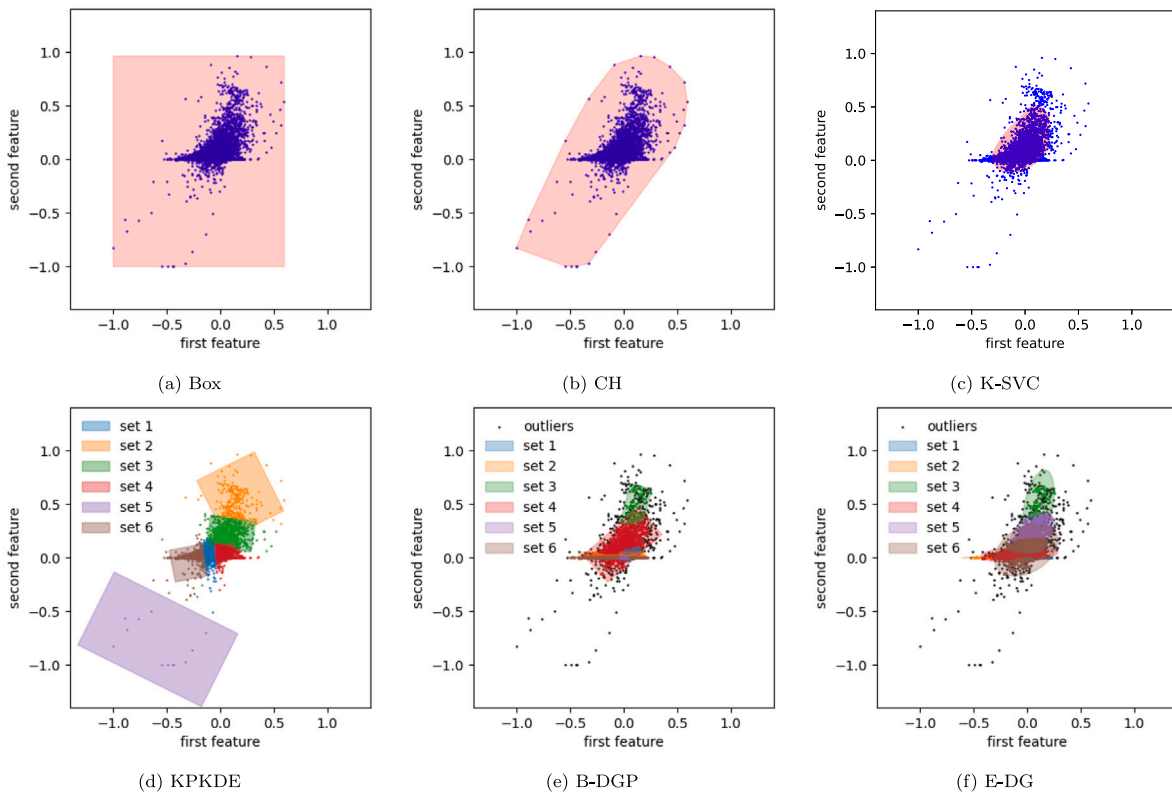 1.0
0.5
0.0
−0.5
−1.0
second feature
−1.0 −0.5 0.0 0.5 1.0
first feature
(a) Box
1.0
0.5
0.0
−0.5
−1.0
second feature
−1.0 −0.5 0.0 0.5 1.0
first feature
(b) CH
1.0
0.5
0.0
−0.5
−1.0
second feature
−1.0 −0.5 0.0 0.5 1.0
first feature
(c) K-SVC
set 1
set 2
set 3
set 4
set 5
set 6
1.0
0.5
0.0
−0.5
−1.0
second feature
−1.0 −0.5 0.0 0.5 1.0
first feature
(d) KPKDE
outliers
set 1
set 2
set 3
set 4
set 5
set 6
1.0
0.5
0.0
−0.5
−1.0
second feature
−1.0 −0.5 0.0 0.5 1.0
first feature
(e) B-DGP
outliers
set 1
set 2
set 3
set 4
set 5
set 6
1.0
0.5
0.0
−0.5
−1.0
second feature
−1.0 −0.5 0.0 0.5 1.0
first feature
(f) E-DG